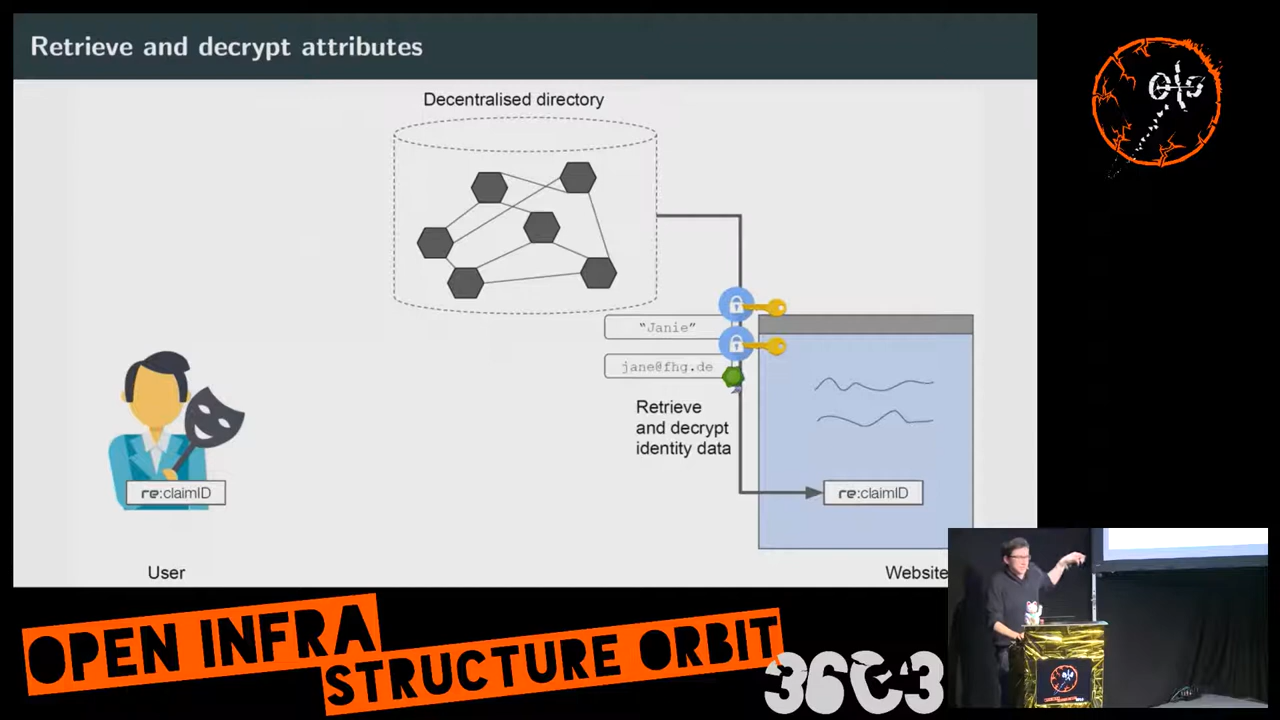 Retrieve and decrypt attributes
Decentralised directory
"Janie"
jane@fhg.de
Retrieve
and decrypt
identity data
re:claimID
re:claimID
User
Website
OPEN INFRA
STRUCTURE ORBIT
36C3